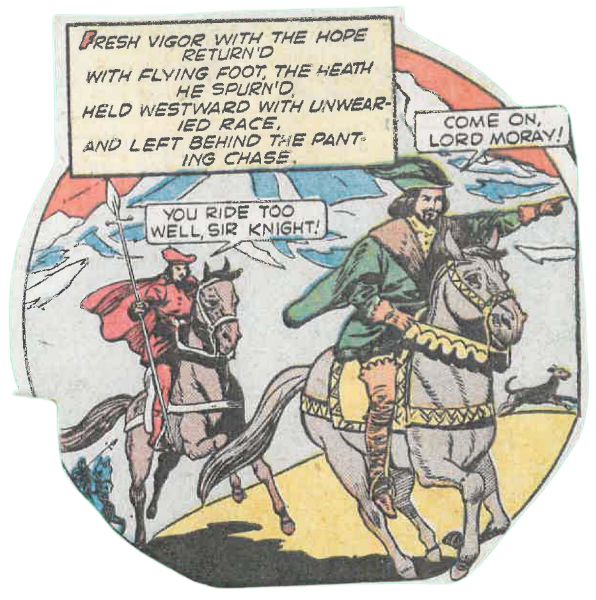 FRESH VIGOR WITH THE HOPE
RETURN'D
WITH FLYING FOOT, THE HEATH
HE SPURN'D,
HELD WESTWARD WITH UNWEAR-
IED RACE,
AND LEFT BEHIND THE PANT-
ING CHASE.
COME ON,
LORD MORAY!
YOU RIDE TOO
WELL, SIR KNIGHT!